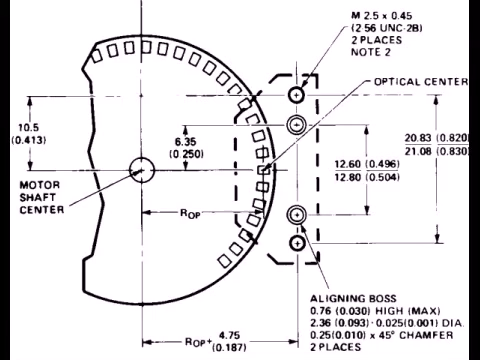 M 2.5 x 0.45
(2-56 UNC-2B)
2 PLACES
NOTE 2
OPTICAL CENTER
10.5
(0.413)
6.35
(0.250)
20.83 (0.820)
21.08 (0.830)
12.60 (0.496)
12.80 (0.504)
MOTOR
SHAFT
CENTER
ROP
ALIGNING BOSS
0.76 (0.030) HIGH (MAX)
2.36 (0.093)-0.025(0.001) DIA.
0.25(0.010) x 45° CHAMFER
2 PLACES
ROP+ 4.75
(0.187)